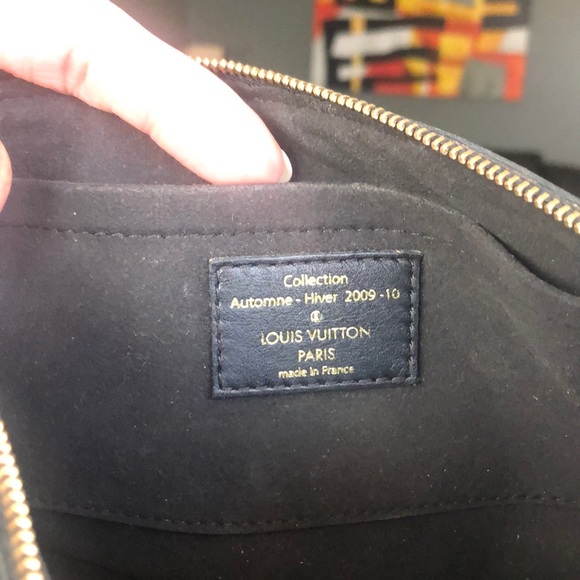 Collection
Automne - Hiver 2009 -10
LOUIS VUITTON
PARIS
made in France